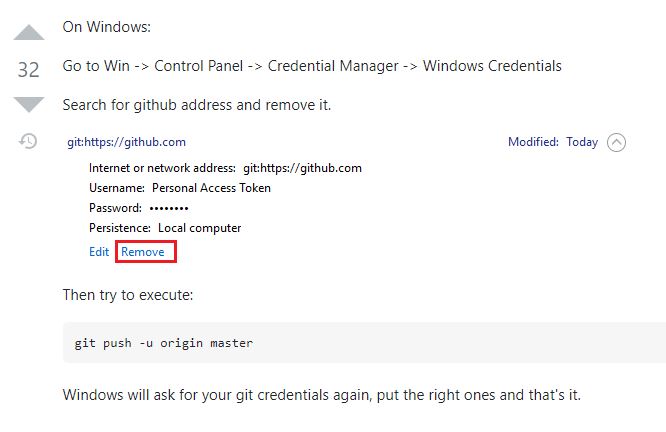 On Windows:
32
Go to Win -> Control Panel -> Credential Manager -> Windows Credentials
Search for github address and remove it.
git:https://github.com Modified: Today
Internet or network address: git:https://github.com
Username: Personal Access Token
Password: ••••••••
Persistence: Local computer
Edit Remove
Then try to execute:
git push -u origin master
Windows will ask for your git credentials again, put the right ones and that's it.